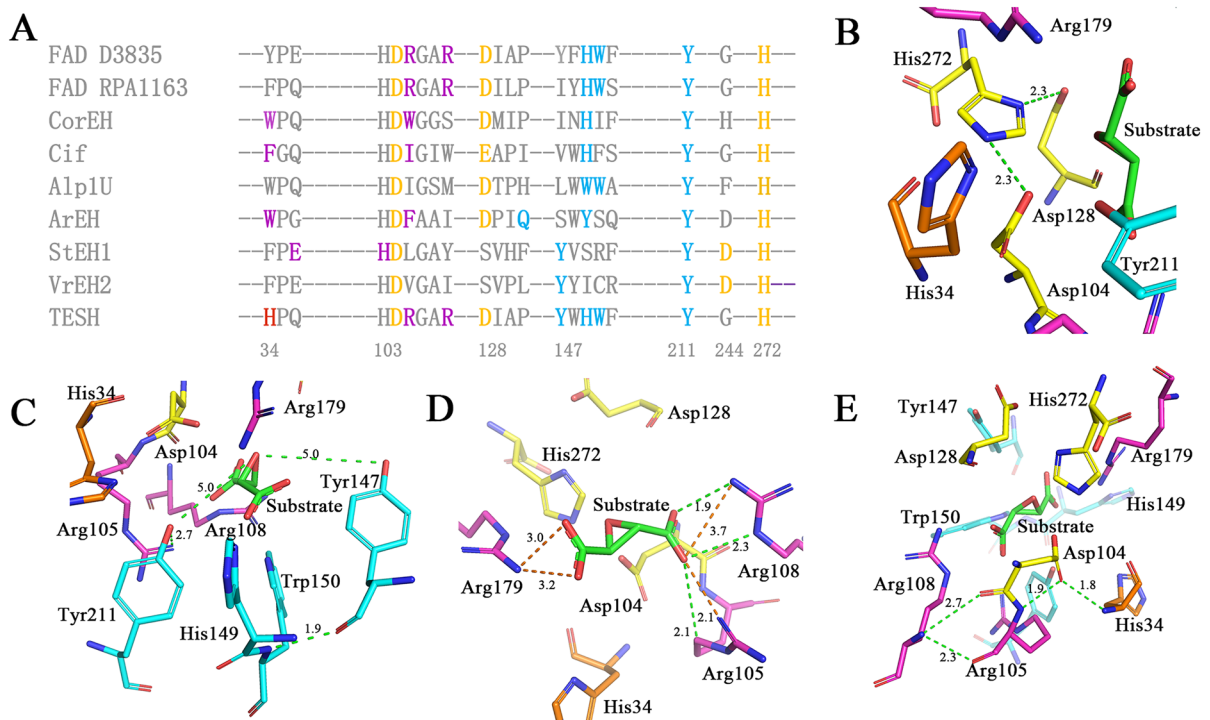 A
FAD D3835 ---YPE------HDRGAR--DIAP--YFHWF-----Y--G--H--
FAD RPA1163 ---FPQ------HDRGAR--DILP--IYHWF-----Y--G--H--
CorEH ---WPQ------HDWGGS--DMIP--INHIF-----Y--G--H--
Cif ---FGQ------HDIGIW--EAPI--VWHFS-----Y--G--H--
Alp1U ---WPQ------HDIGSM--DTPH--LWWWA-----Y--F--H--
ArEH ---WPG------HDFAAI--DPIQ--SWYSQ-----Y--D--H--
StEH1 ---FPE------HDLGAY--SVHF--YVSRF-----Y--D--H--
VrEH2 ---FPE------HDVGAI--SVPL--YYICR-----Y--D--H--
TESH ---HPQ------HDRGAR--DIAP--YWHWF-----Y--G--H--
34 103 128 147 211 244 272
B
Arg179
His272
2.3
Substrate
2.3
Asp128
Tyr211
His34
Asp104
C
His34
Arg179
Asp104
5.0
Tyr147
5.0
Substrate
Arg105
2.7
Arg108
Trp150
Tyr211
His149
1.9
D
Asp128
His272
Substrate
1.9
3.0
3.7
2.3
Arg179
3.2
Arg108
Asp104
2.1
2.1
Arg105
His34
E
Tyr147
His272
Asp128
Arg179
His149
Trp150
Substrate
Asp104
Arg108
2.7
1.9
1.8
His34
2.3
Arg105